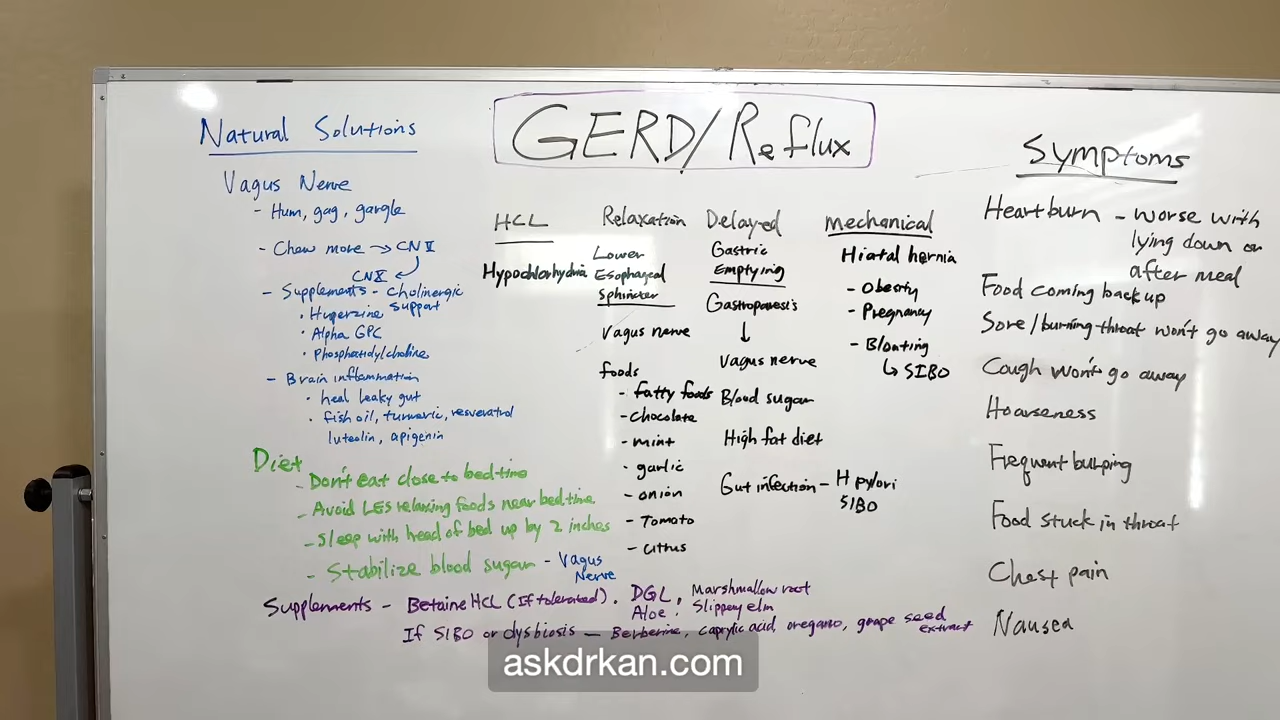 GERD/Reflux
Natural Solutions
Vagus Nerve
- Hum, gag, gargle
- Chew more → CN V
CN X
- Supplements - Cholinergic
support
• Huperzine
• Alpha GPC
• Phosphatidylcholine
- Brain inflammation
• heal leaky gut
• fish oil, turmeric, resveratrol
luteolin, apigenin
Diet
- Don't eat close to bedtime
- Avoid LES relaxing foods near bedtime
- Sleep with head of bed up by 2 inches
- Stabilize blood sugar - Vagus
Nerve
Supplements - Betaine HCL (If tolerated). DGL, Marshmallow root
Aloe, Slippery elm
If SIBO or dysbiosis — Berberine, caprylic acid, oregano, grape seed
extract
HCL
Hypochlorhydria
Relaxation
Lower
Esophageal
Sphincter
Vagus nerve
foods
- fatty foods
- chocolate
- mint
- garlic
- onion
- Tomato
- citrus
Delayed
Gastric
Emptying
Gastroparesis
↓
Vagus nerve
Blood sugar
High fat diet
Gut infection - H pylori
SIBO
mechanical
Hiatal hernia
- Obesity
- Pregnancy
- Bloating
↳ SIBO
Symptoms
Heartburn - worse with
lying down or
after meal
Food coming back up
Sore/burning throat won't go away
Cough won't go away
Hoarseness
Frequent burping
Food stuck in throat
Chest pain
Nausea
askdrkan.com